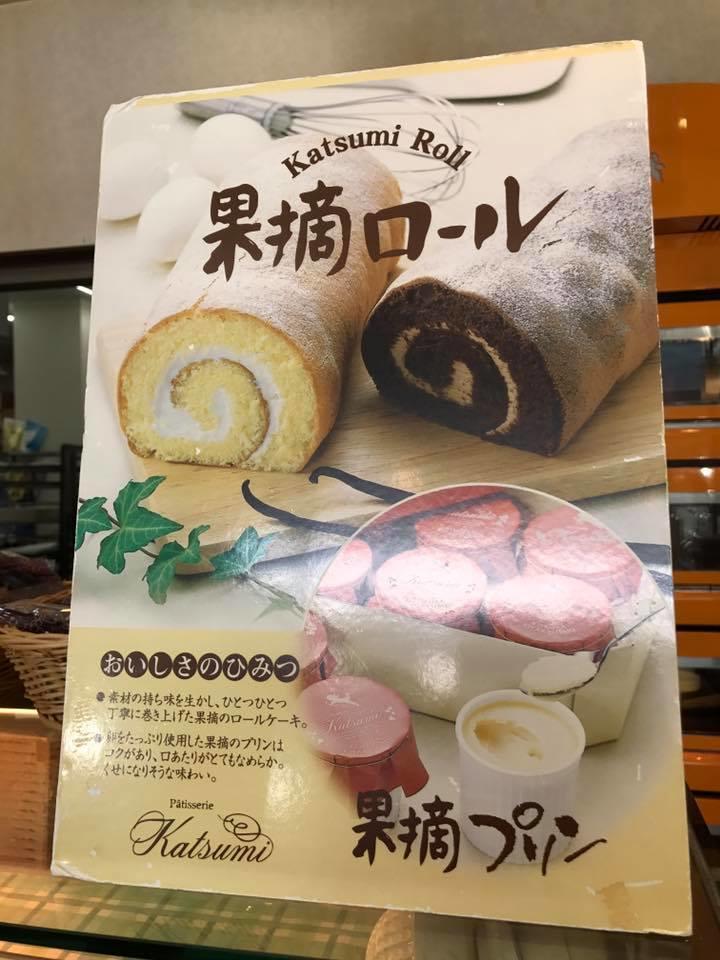 Katsumi Roll
果摘ロール
おいしさのひみつ
● 素材の持ち味を生かし、ひとつひとつ
丁寧に巻き上げた果摘のロールケーキ。
● 卵をたっぷり使用した果摘のプリンは
コクがあり、口あたりがとてもなめらか。
くせになりそうな味わい。
Katsumi
Pâtisserie
Katsumi
果摘プリン